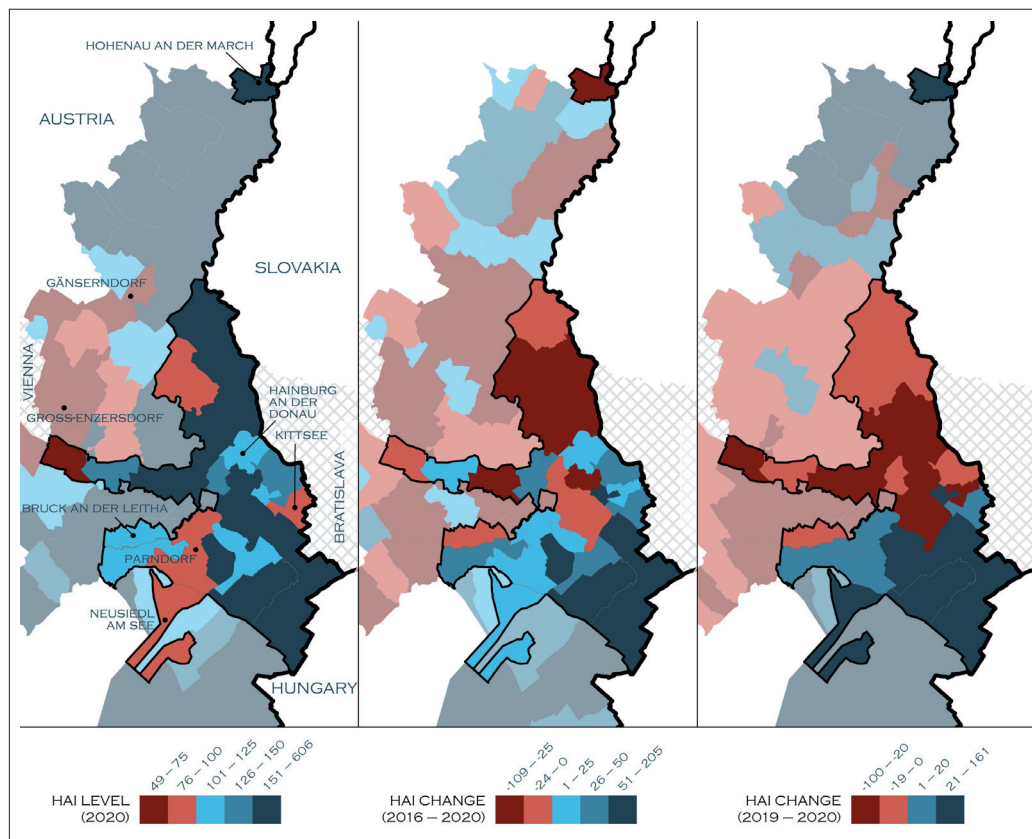 HOHENAU AN DER MARCH
AUSTRIA
SLOVAKIA
GÄNSERNDORF
VIENNA
HAINBURG
AN DER
DONAU
GROSS-ENZERSDORF
KITTSEE
BRATISLAVA
BRUCK AN DER LEITHA
PARNDORF
NEUSIEDL
AM SEE
HUNGARY
HAI LEVEL
(2020)
49 – 75
76 – 100
101 – 125
126 – 150
151 – 606
HAI CHANGE
(2016 – 2020)
-109 – -25
-24 – 0
1 – 25
26 – 50
51 – 205
HAI CHANGE
(2019 – 2020)
-100 – -20
-19 – 0
1 – 20
21 – 161